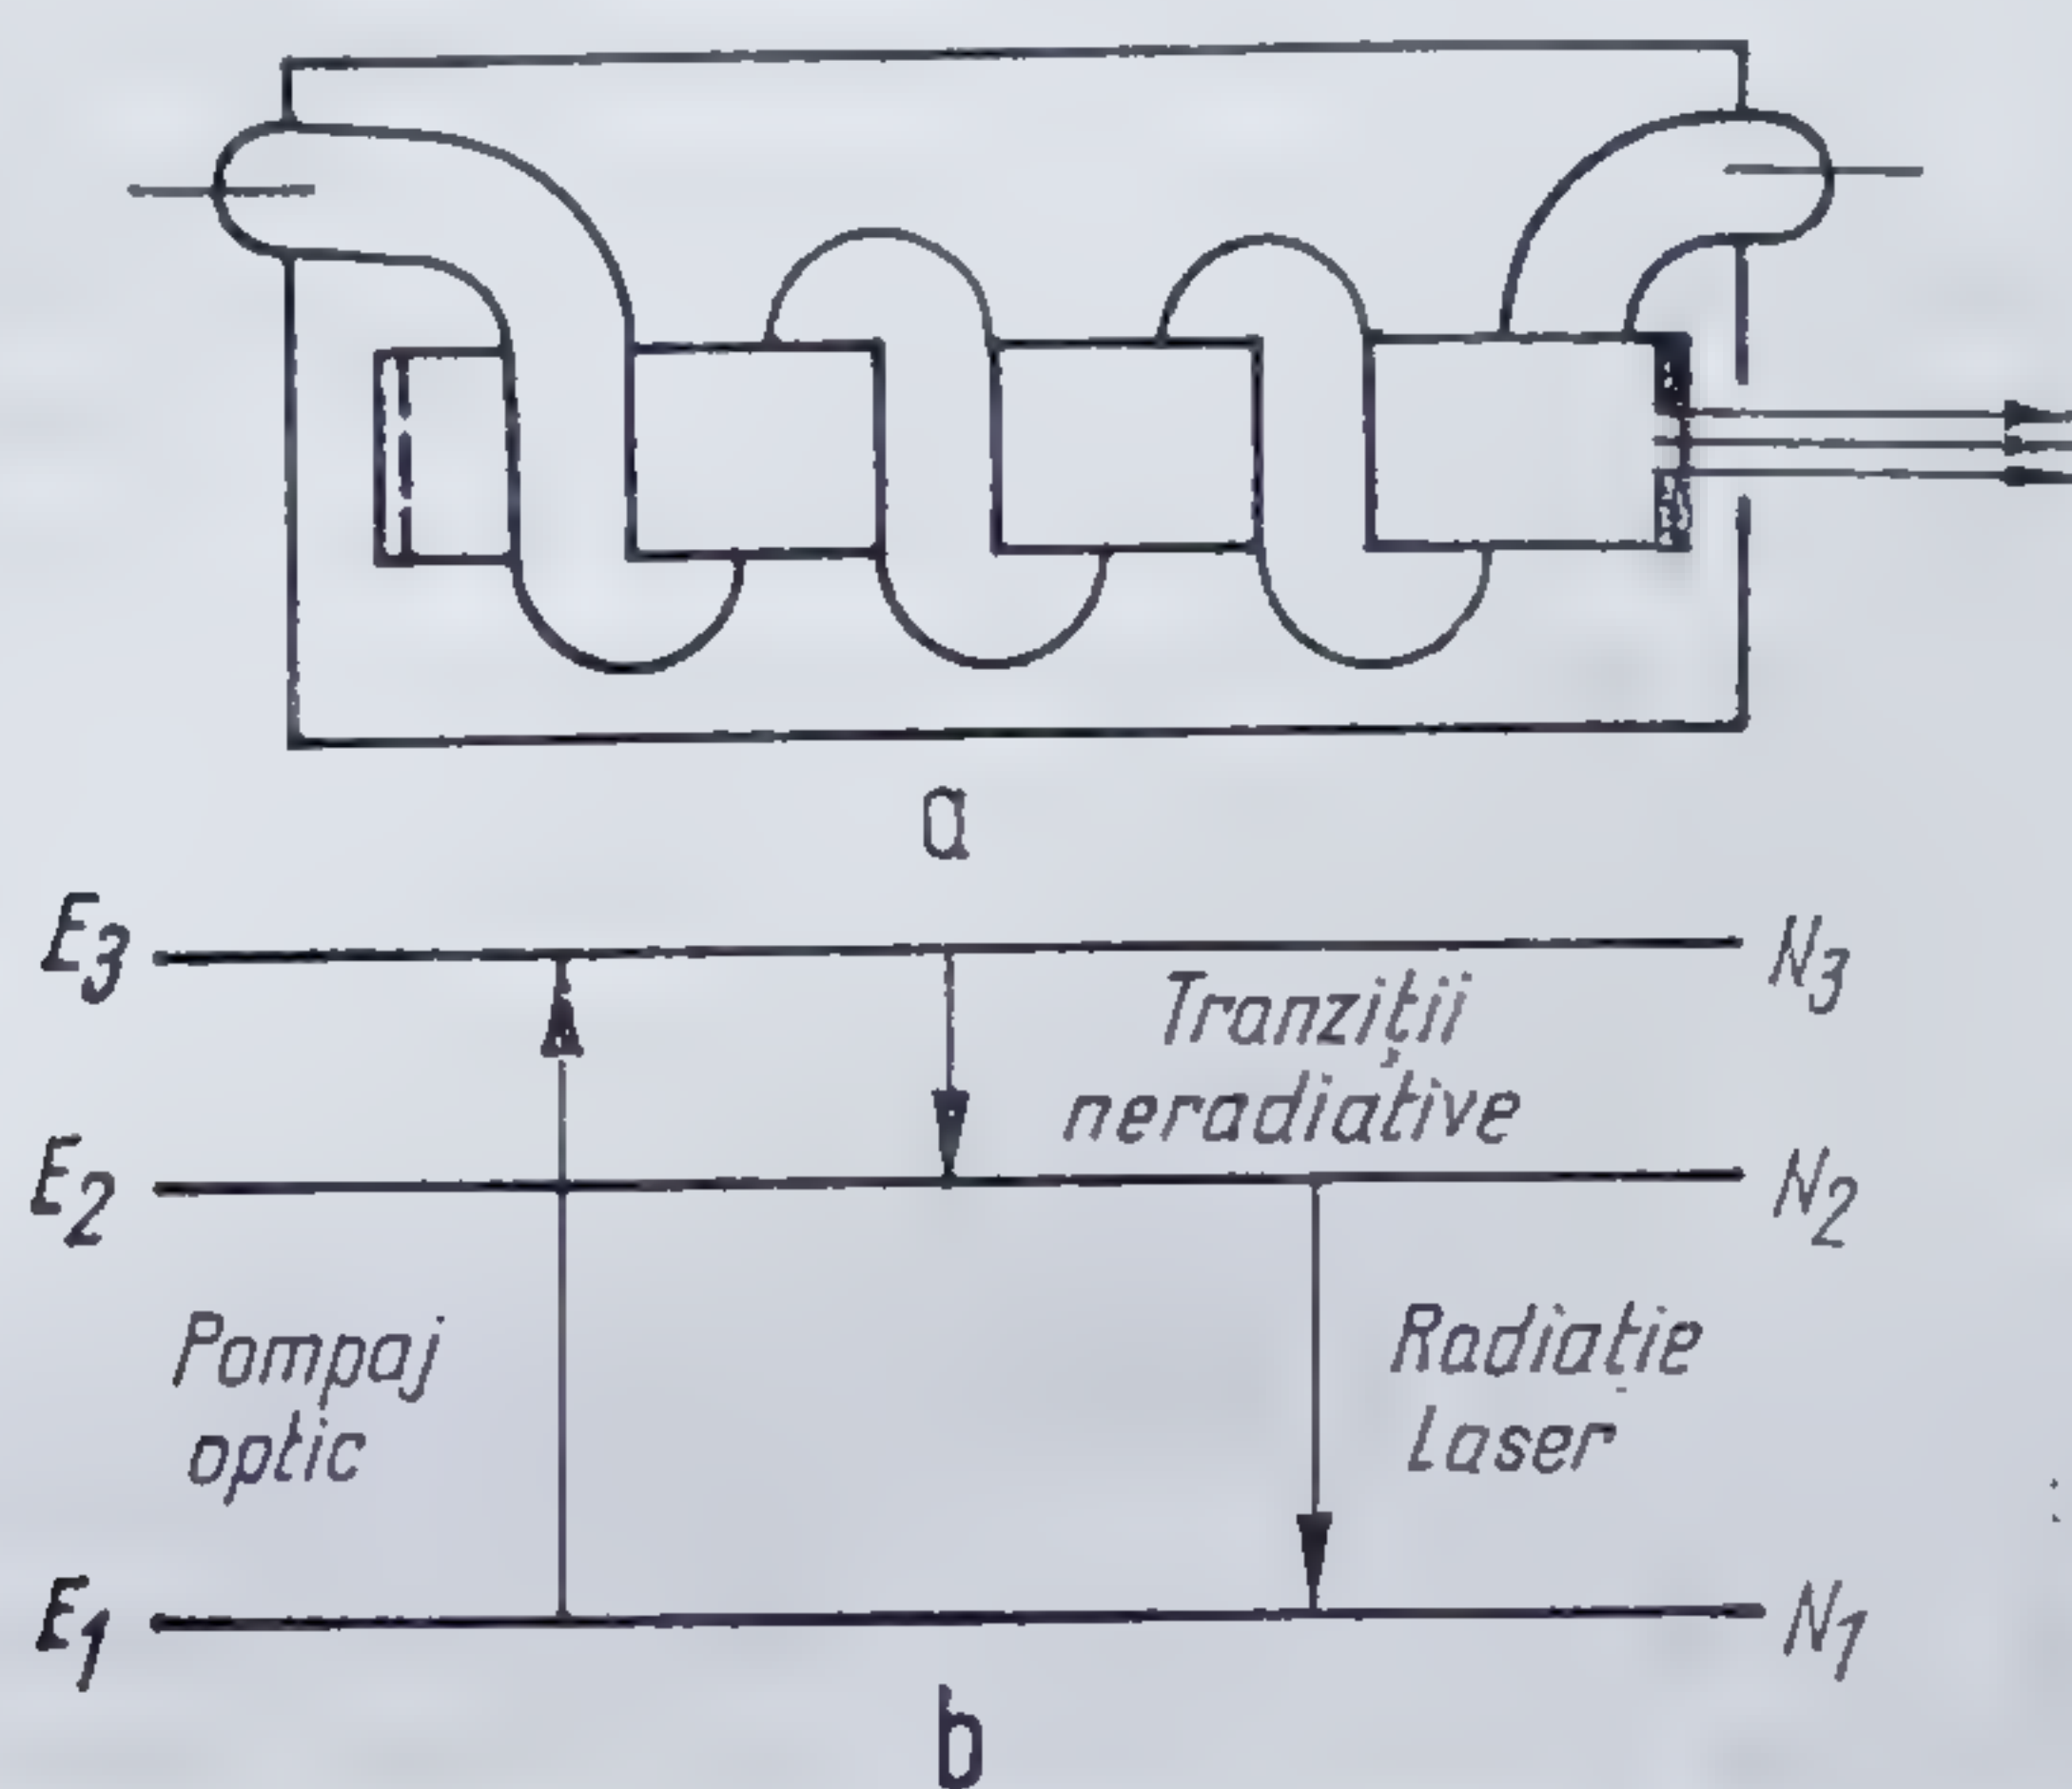 a
E3
N3
Tranziții
neradiative
E2
N2
Pompaj
optic
Radiație
laser
E1
N1
b